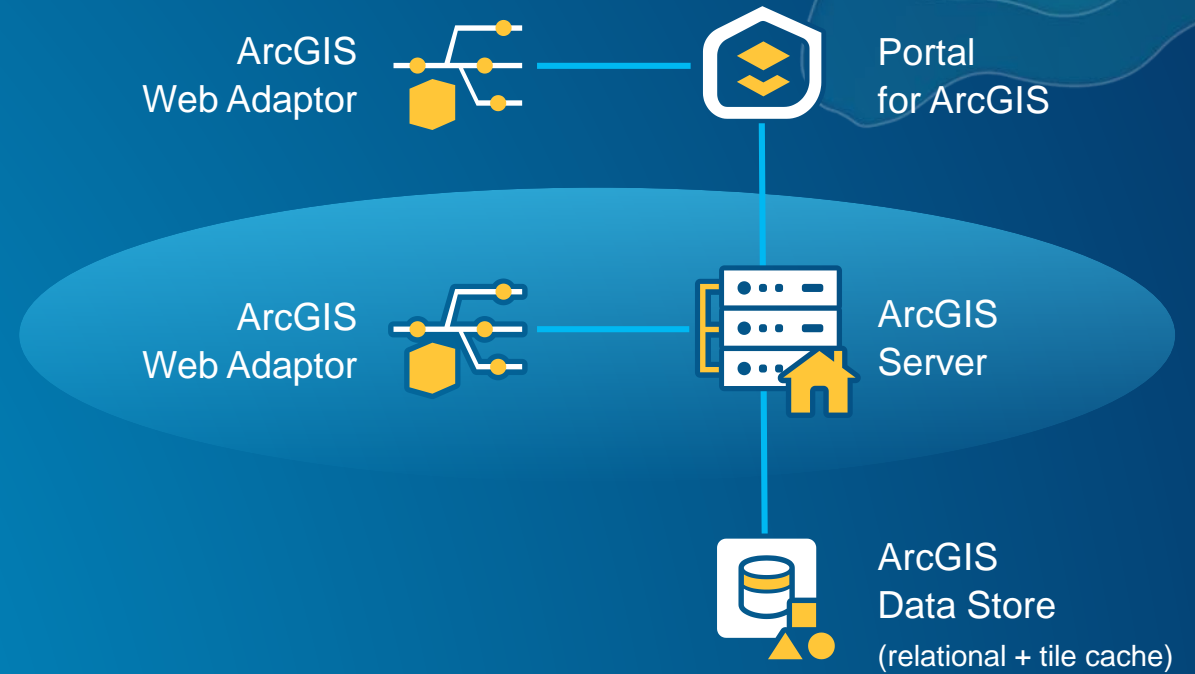 ArcGIS
Web Adaptor
Portal
for ArcGIS
ArcGIS
Web Adaptor
ArcGIS
Server
ArcGIS
Data Store
(relational + tile cache)